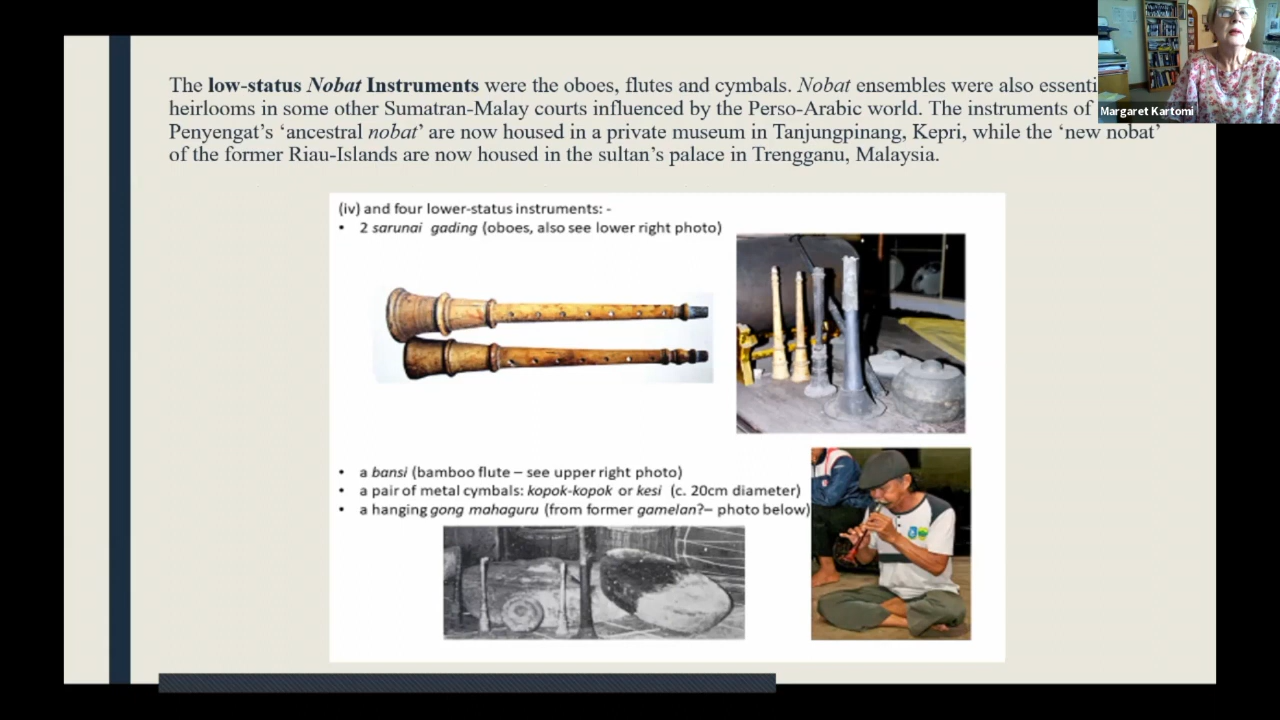 The low-status Nobat Instruments were the oboes, flutes and cymbals. Nobat ensembles were also essenti
heirlooms in some other Sunatran-Malay courts influenced by the Perso-Arabic world. The instruments of
Penyengat's ‘ancestral nobat’ are now housed in a private museum in Tanjungpinang, Kepri, while the ‘new nobat’
of the former Riau-Islands are now housed in the sultan's palace in Trengganu, Malaysia.
Margaret Kartomi
(iv) and four lower-status instruments: -
• 2 sarunai gading (oboes, also see lower right photo)
• a bansi (bamboo flute – see upper right photo)
• a pair of metal cymbals: kopok-kopok or kesi (c. 20cm diameter)
• a hanging gong mahaguru (from former gamelan?– photo below)